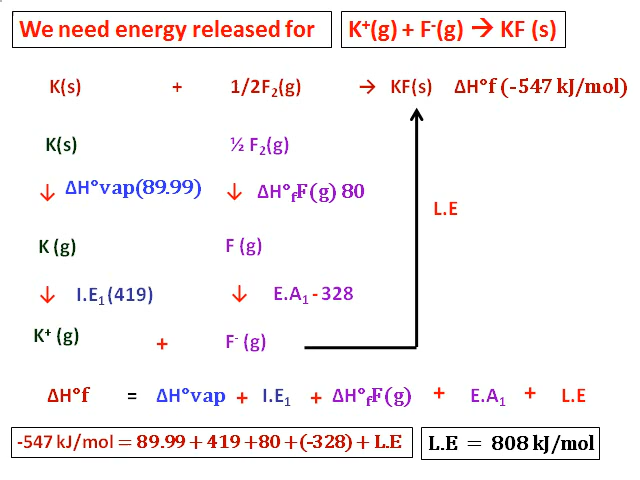 We need energy released for K⁺(g) + F⁻(g) → KF (s)
K(s) + 1/2F₂(g) → KF(s) ΔH°f (-547 kJ/mol)
K(s) ½ F₂(g)
↓ ΔH°vap(89.99) ↓ ΔH°fF(g) 80
L.E
K (g) F (g)
↓ I.E₁ (419) ↓ E.A₁ - 328
K⁺ (g) + F⁻ (g)
ΔH°f = ΔH°vap + I.E₁ + ΔH°fF(g) + E.A₁ + L.E
-547 kJ/mol = 89.99 + 419 +80 + (-328) + L.E L.E = 808 kJ/mol